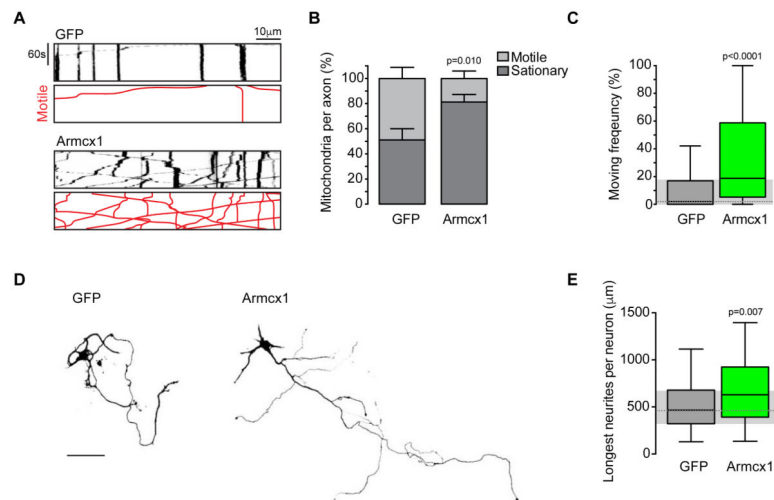 A
GFP
10μm
60s
Motile
Armcx1
B
Mitochondria per axon (%)
p=0.010
Motile
Sationary
100
80
60
40
20
0
GFP Armcx1
C
Moving freqeuncy (%)
p<0.0001
100
80
60
40
20
0
GFP Armcx1
D
GFP Armcx1
E
Longest neurites per neuron (μm)
p=0.007
1500
1000
500
0
GFP Armcx1